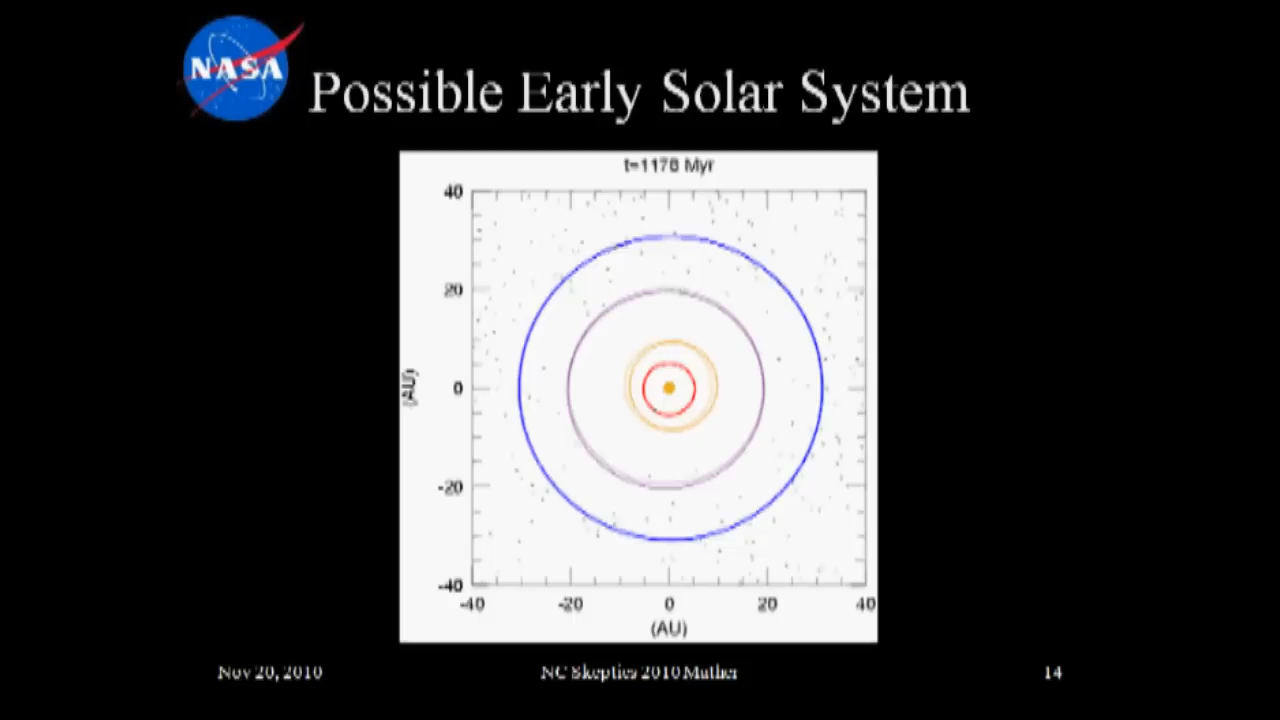 NASA
Possible Early Solar System
t=1178 Myr
40
20
0
-20
-40
(AU)
-40 -20 0 20 40
(AU)
Nov 20, 2010 NC Skeptics 2010 Mather 14